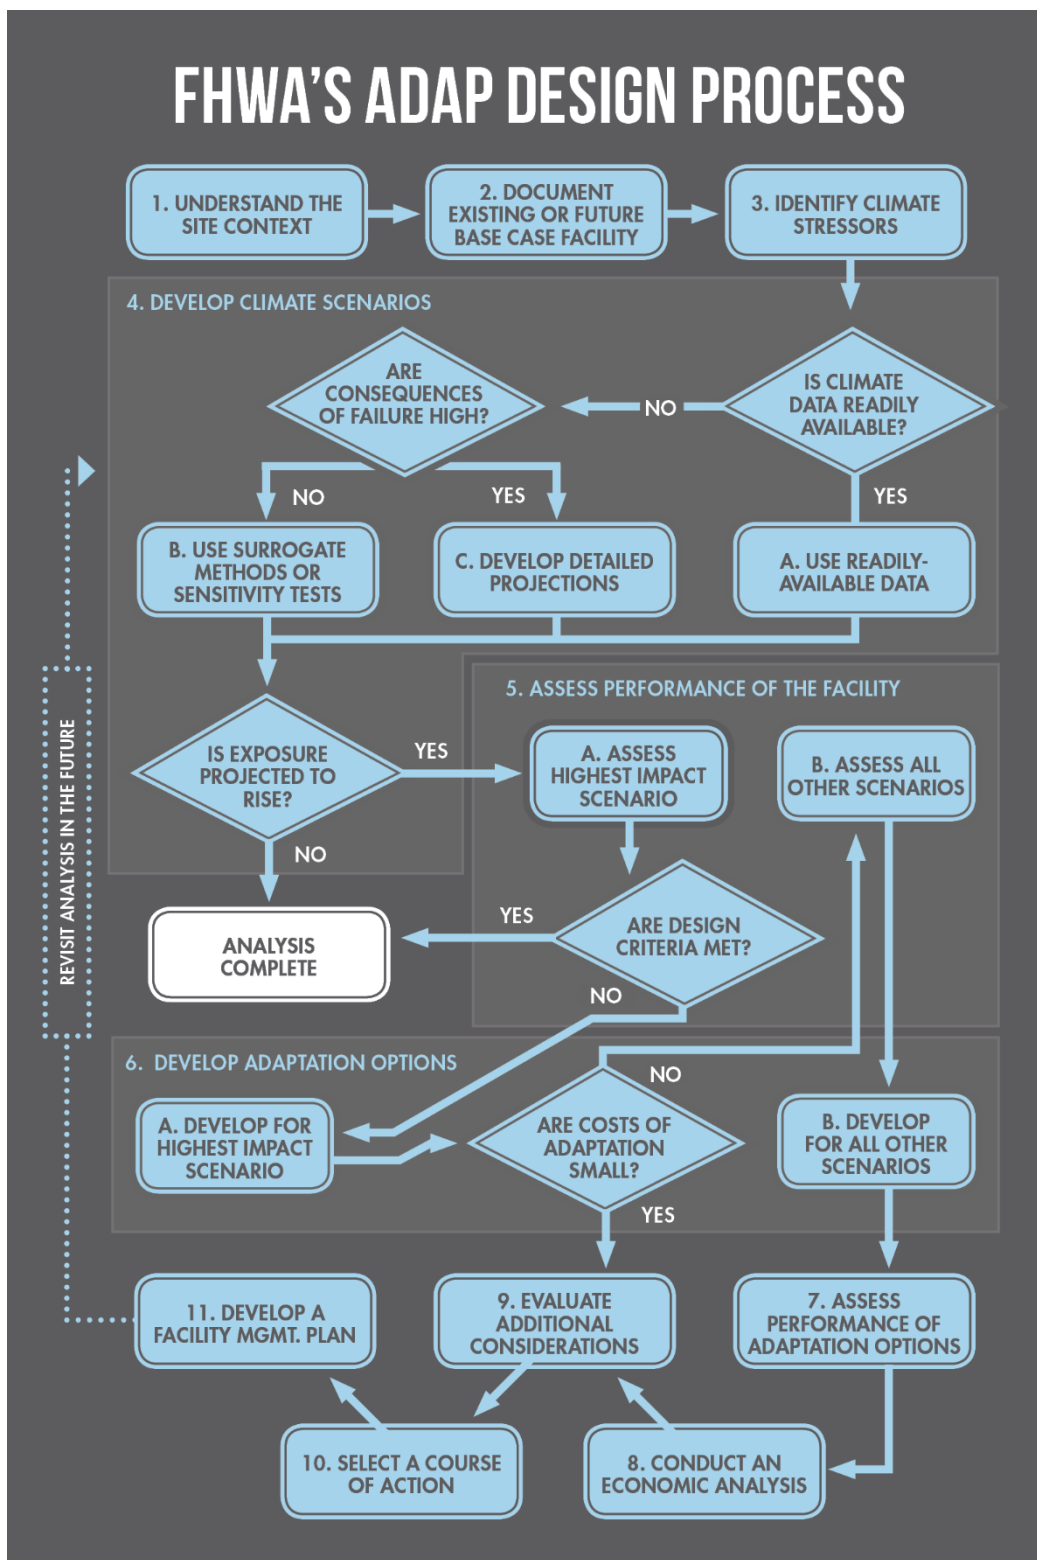 FHWA'S ADAP DESIGN PROCESS
1. UNDERSTAND THE
SITE CONTEXT
2. DOCUMENT
EXISTING OR FUTURE
BASE CASE FACILITY
3. IDENTIFY CLIMATE
STRESSORS
4. DEVELOP CLIMATE SCENARIOS
ARE
CONSEQUENCES
OF FAILURE HIGH?
NO
IS CLIMATE
DATA READILY
AVAILABLE?
NO
YES
YES
B. USE SURROGATE
METHODS OR
SENSITIVITY TESTS
C. DEVELOP DETAILED
PROJECTIONS
A. USE READILY-
AVAILABLE DATA
5. ASSESS PERFORMANCE OF THE FACILITY
IS EXPOSURE
PROJECTED TO
RISE?
YES
A. ASSESS
HIGHEST IMPACT
SCENARIO
B. ASSESS ALL
OTHER SCENARIOS
NO
REVISIT ANALYSIS IN THE FUTURE
ANALYSIS
COMPLETE
YES
ARE DESIGN
CRITERIA MET?
NO
6. DEVELOP ADAPTATION OPTIONS
NO
A. DEVELOP FOR
HIGHEST IMPACT
SCENARIO
ARE COSTS OF
ADAPTATION
SMALL?
B. DEVELOP
FOR ALL OTHER
SCENARIOS
YES
11. DEVELOP A
FACILITY MGMT. PLAN
9. EVALUATE
ADDITIONAL
CONSIDERATIONS
7. ASSESS
PERFORMANCE OF
ADAPTATION OPTIONS
10. SELECT A COURSE
OF ACTION
8. CONDUCT AN
ECONOMIC ANALYSIS